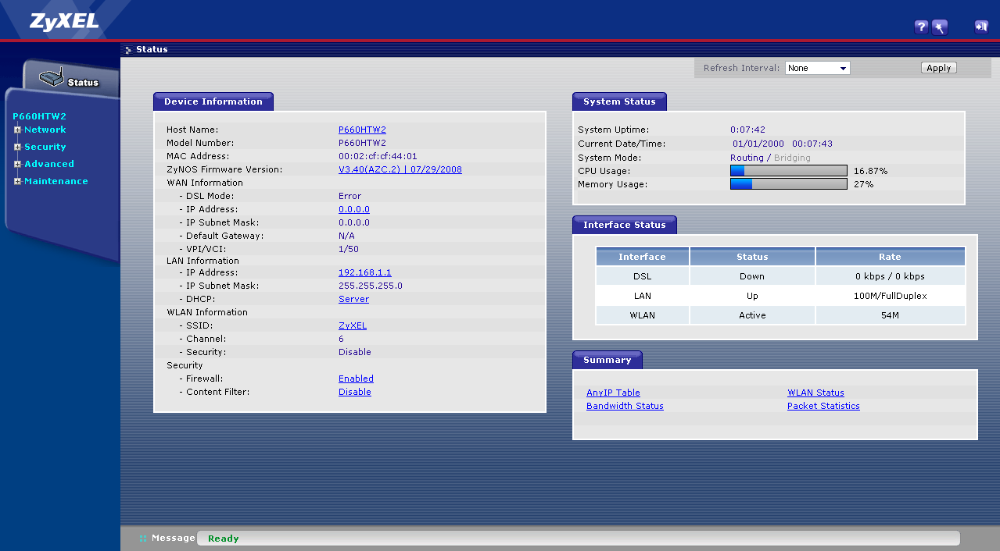 ZyXEL
?
Status
Status
Refresh Interval: None Apply
P660HTW2
Network
Security
Advanced
Maintenance
Device Information
Host Name: P660HTW2
Model Number: P660HTW2
MAC Address: 00:02:cf:cf:44:01
ZyNOS Firmware Version: V3.40(AZC.2) | 07/29/2008
WAN Information
- DSL Mode: Error
- IP Address: 0.0.0.0
- IP Subnet Mask: 0.0.0.0
- Default Gateway: N/A
- VPI/VCI: 1/50
LAN Information
- IP Address: 192.168.1.1
- IP Subnet Mask: 255.255.255.0
- DHCP: Server
WLAN Information
- SSID: ZyXEL
- Channel: 6
- Security: Disable
Security
- Firewall: Enabled
- Content Filter: Disable
System Status
System Uptime: 0:07:42
Current Date/Time: 01/01/2000 00:07:43
System Mode: Routing / Bridging
CPU Usage: 16.87%
Memory Usage: 27%
Interface Status
Interface Status Rate
DSL Down 0 kbps / 0 kbps
LAN Up 100M/FullDuplex
WLAN Active 54M
Summary
AnyIP Table WLAN Status
Bandwidth Status Packet Statistics
Message Ready